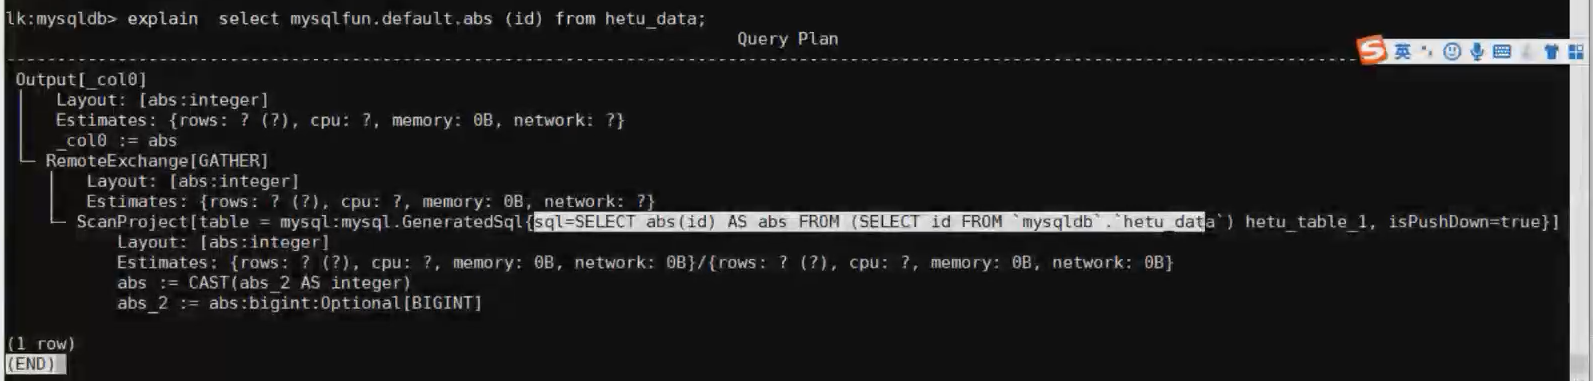 lk:mysqldb> explain  select mysqlfun.default.abs (id) from hetu_data;
Query Plan
英
Output[_col0]
Layout: [abs:integer]
Estimates: {rows: ? (?), cpu: ?, memory: 0B, network: ?}
_col0 := abs
RemoteExchange[GATHER]
Layout: [abs:integer]
Estimates: {rows: ? (?), cpu: ?, memory: 0B, network: ?}
ScanProject[table = mysql:mysql.GeneratedSql{sql=SELECT abs(id) AS abs FROM (SELECT id FROM `mysqldb`.`hetu_data`) hetu_table_1, isPushDown=true}]
Layout: [abs:integer]
Estimates: {rows: ? (?), cpu: ?, memory: 0B, network: 0B}/{rows: ? (?), cpu: ?, memory: 0B, network: 0B}
abs := CAST(abs_2 AS integer)
abs_2 := abs:bigint:Optional[BIGINT]
(1 row)
(END)